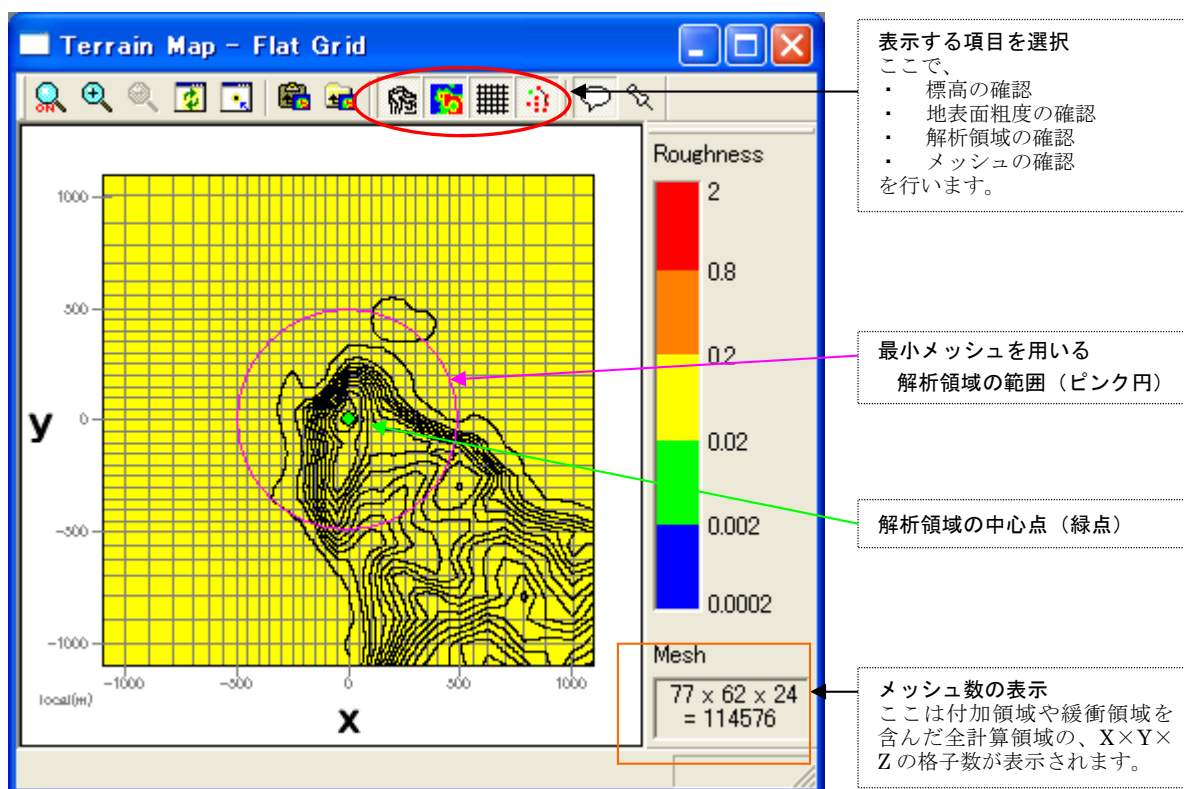 Terrain Map - Flat Grid
ON
Roughness
2
0.8
0.2
0.02
0.002
0.0002
1000
500
y
0
-500
-1000
-1000
-500
0
500
1000
local(m)
x
Mesh
77 x 62 x 24
= 114576
表示する項目を選択
ここで、
・ 標高の確認
・ 地表面粗度の確認
・ 解析領域の確認
・ メッシュの確認
を行います。
最小メッシュを用いる
解析領域の範囲（ピンク円）
解析領域の中心点（緑点）
メッシュ数の表示
ここは付加領域や緩衝領域を
含んだ全計算領域の、X×Y×
Z の格子数が表示されます。